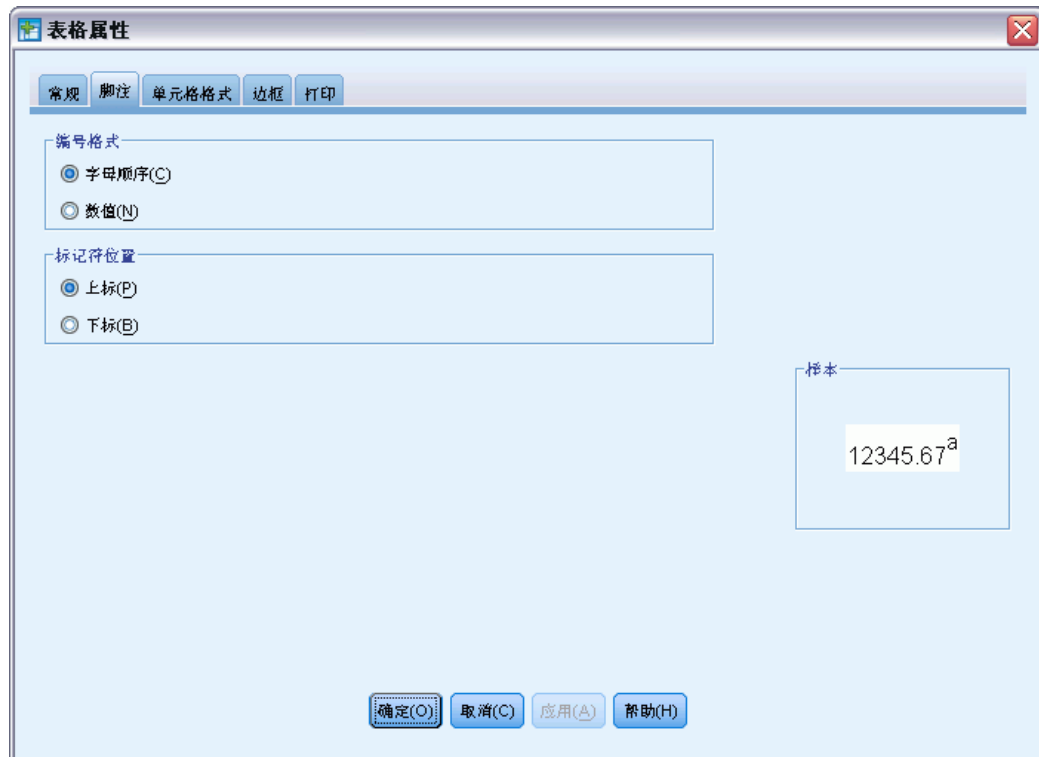 表格属性
常规 脚注 单元格格式 边框 打印
编号格式
字母顺序(C)
数值(N)
标记符位置
上标(P)
下标(B)
样本
12345.67ᵃ
确定(O) 取消(C) 应用(A) 帮助(H)